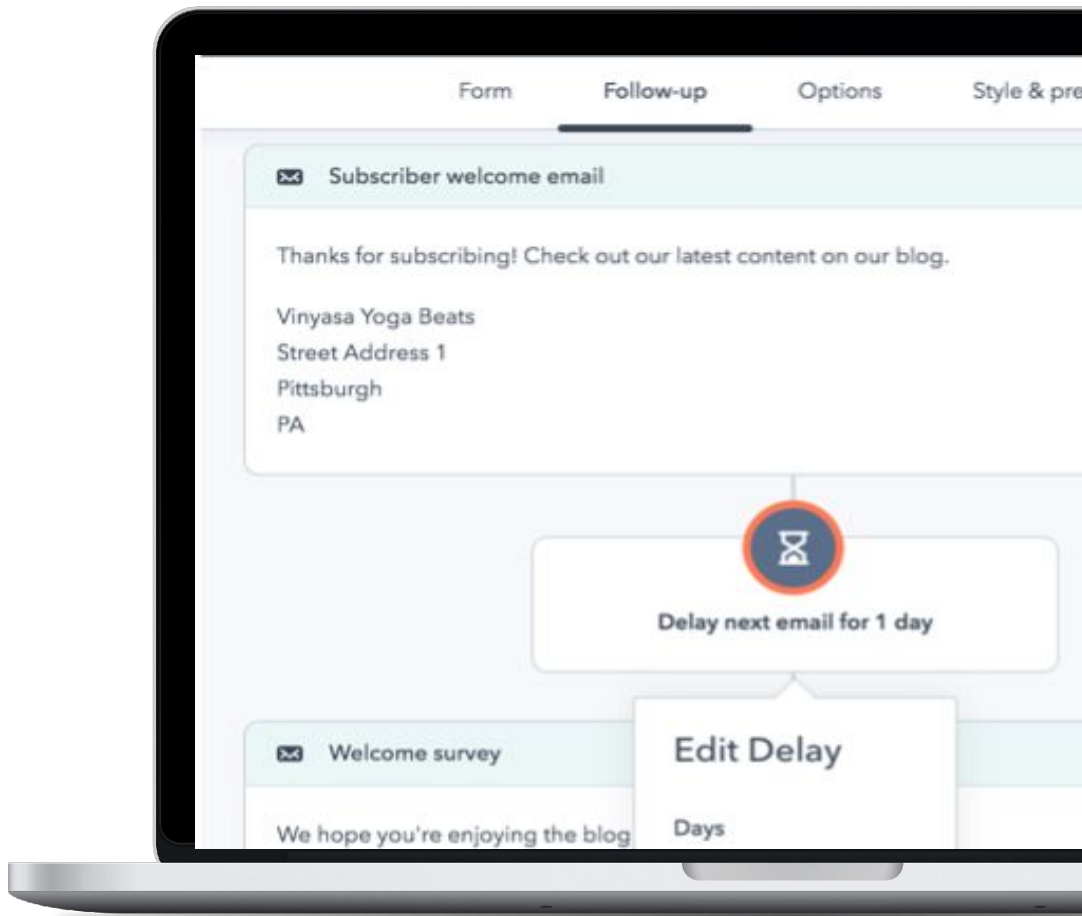 Form Follow-up Options Style & pre
Subscriber welcome email
Thanks for subscribing! Check out our latest content on our blog.
Vinyasa Yoga Beats
Street Address 1
Pittsburgh
PA
Delay next email for 1 day
Welcome survey
Edit Delay
We hope you're enjoying the blog
Days